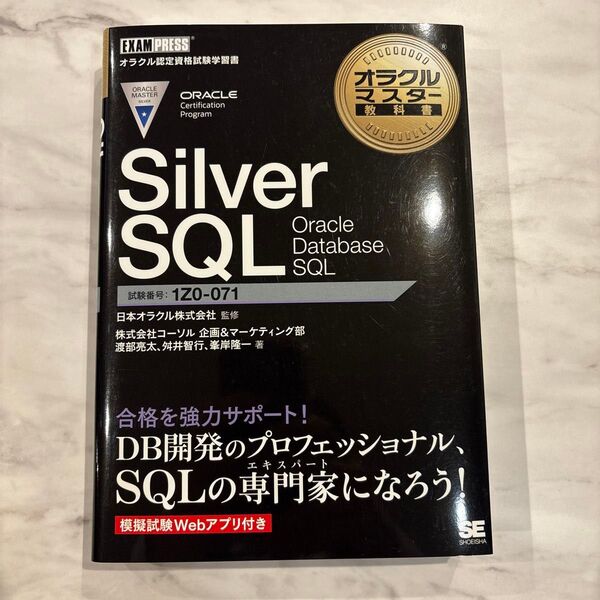 EXAMPRESS®
オラクル認定資格試験学習書
ORACLE
MASTER
SILVER
ORACLE
Certification
Program
オラクル
マスター
教科書
®
Silver
SQL
Oracle
Database
SQL
試験番号：1Z0-071
日本オラクル株式会社 監修
株式会社コーソル 企画&マーケティング部
渡部亮太、舛井智行、峯岸隆一 著
合格を強力サポート！
DB開発のプロフェッショナル、
エキスパート
SQLの専門家になろう！
模擬試験Webアプリ付き
SE
SHOEISHA